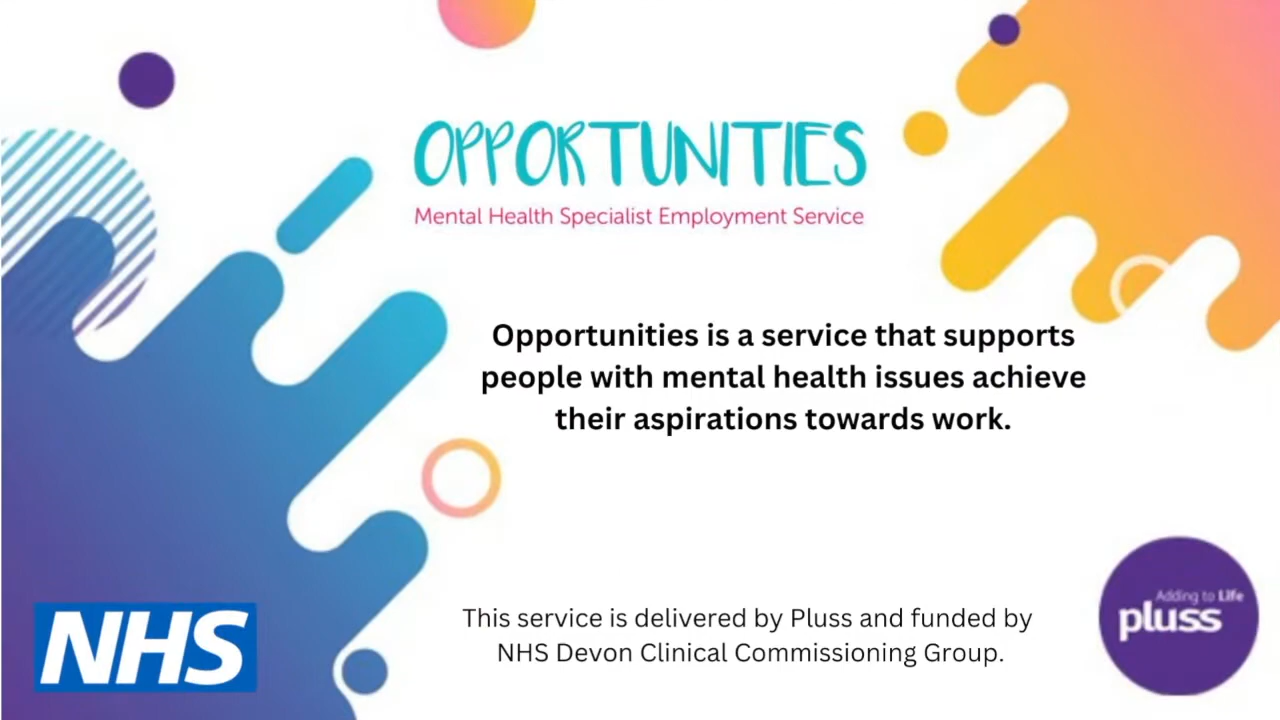 OPPORTUNITIES
Mental Health Specialist Employment Service
Opportunities is a service that supports
people with mental health issues achieve
their aspirations towards work.
This service is delivered by Pluss and funded by
NHS Devon Clinical Commissioning Group.
NHS
Adding to Life
pluss